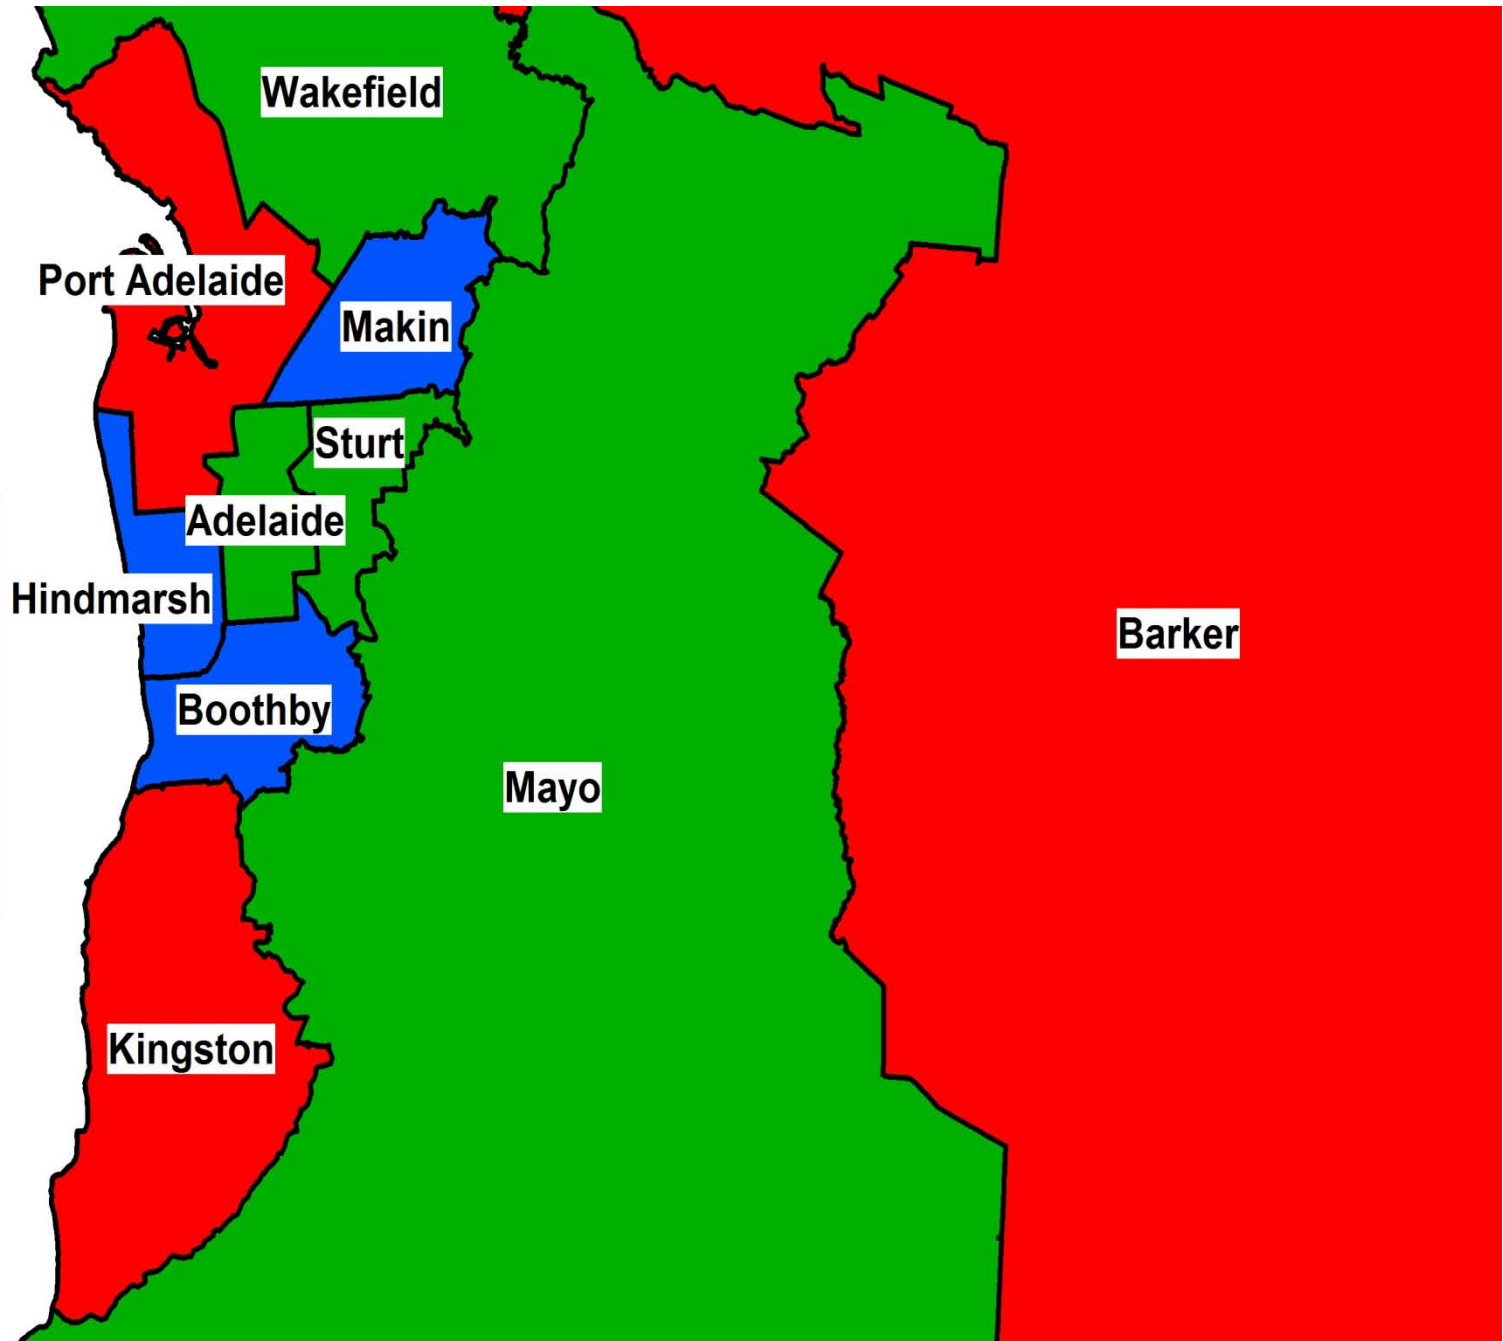 Wakefield
Port Adelaide
Makin
Sturt
Adelaide
Hindmarsh
Barker
Boothby
Mayo
Kingston